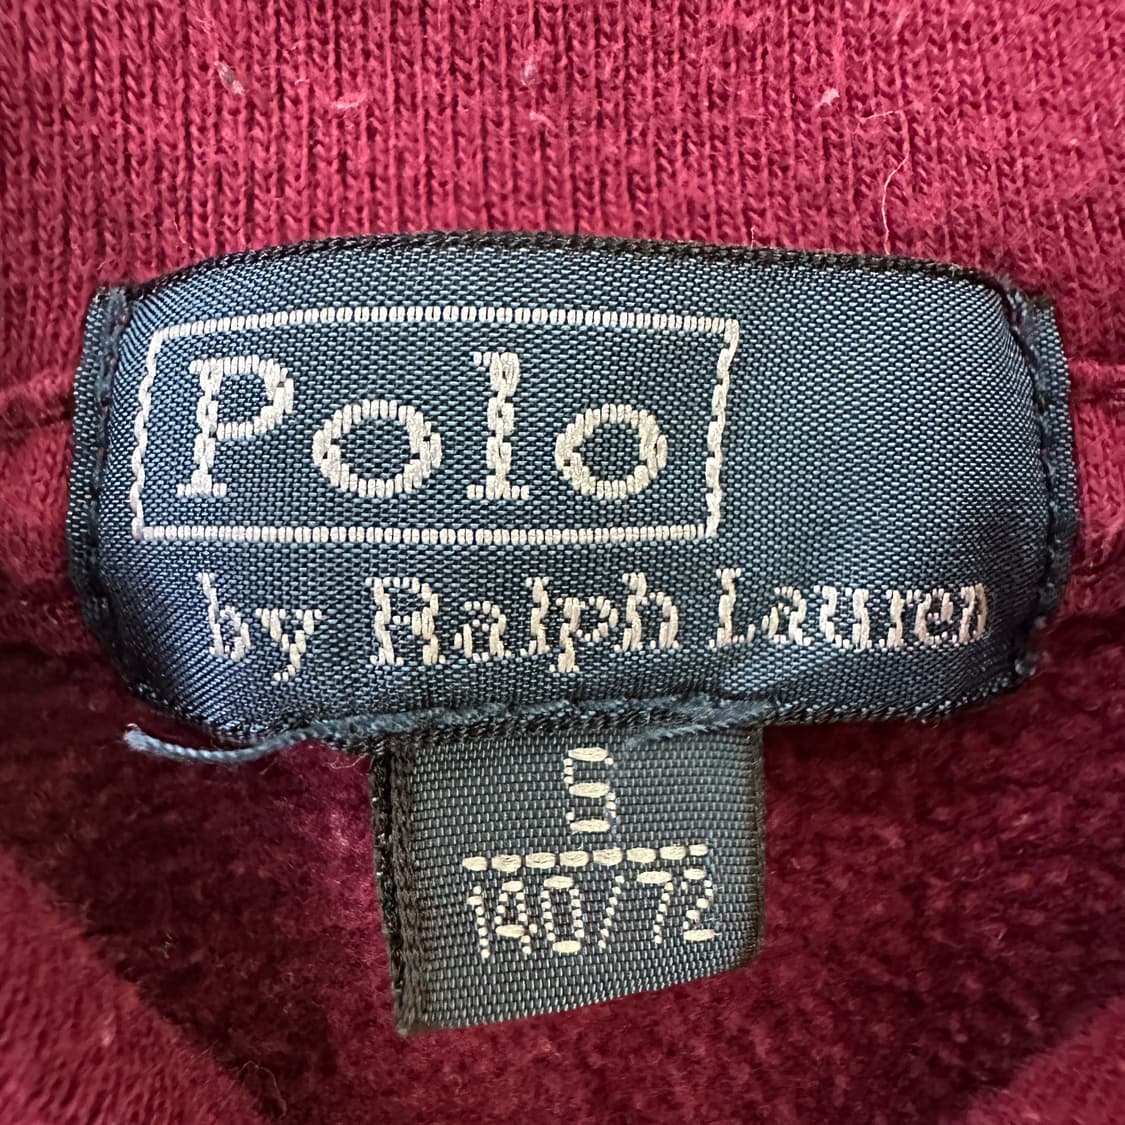 Polo
by Ralph Lauren
S
140/72